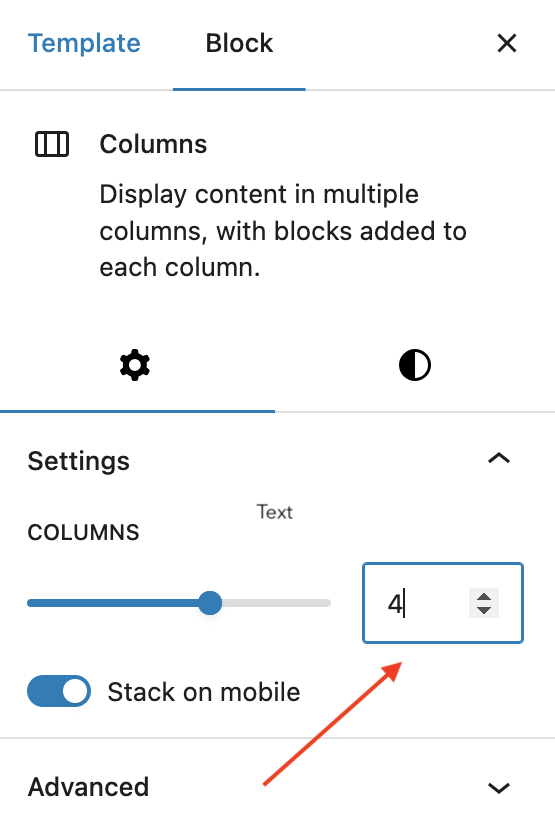 Template Block
Columns
Display content in multiple
columns, with blocks added to
each column.
Settings
Text
COLUMNS
4
Stack on mobile
Advanced